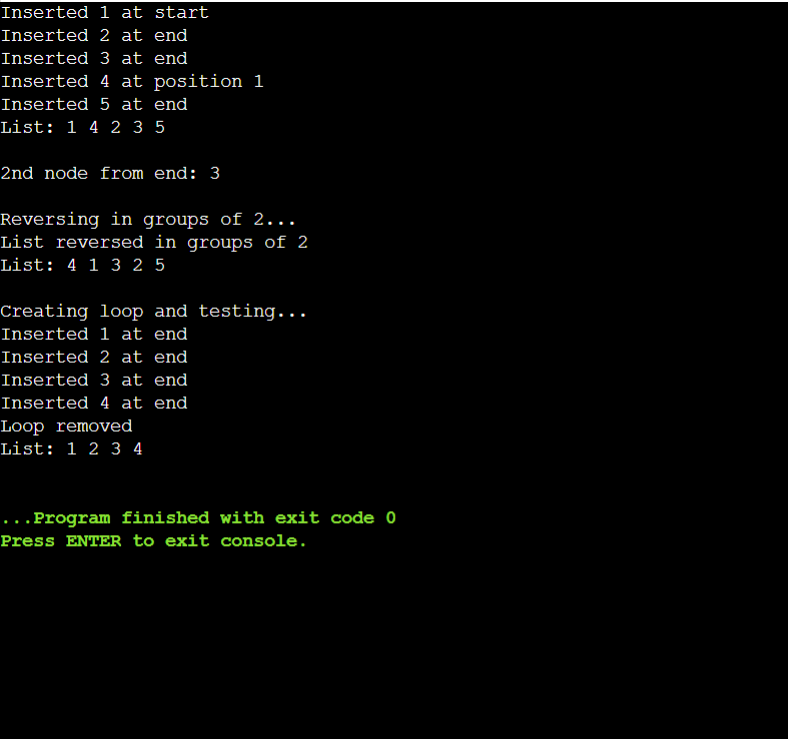 Inserted 1 at start
Inserted 2 at end
Inserted 3 at end
Inserted 4 at position 1
Inserted 5 at end
List: 1 4 2 3 5
2nd node from end: 3
Reversing in groups of 2...
List reversed in groups of 2
List: 4 1 3 2 5
Creating loop and testing...
Inserted 1 at end
Inserted 2 at end
Inserted 3 at end
Inserted 4 at end
Loop removed
List: 1 2 3 4
...Program finished with exit code 0
Press ENTER to exit console.